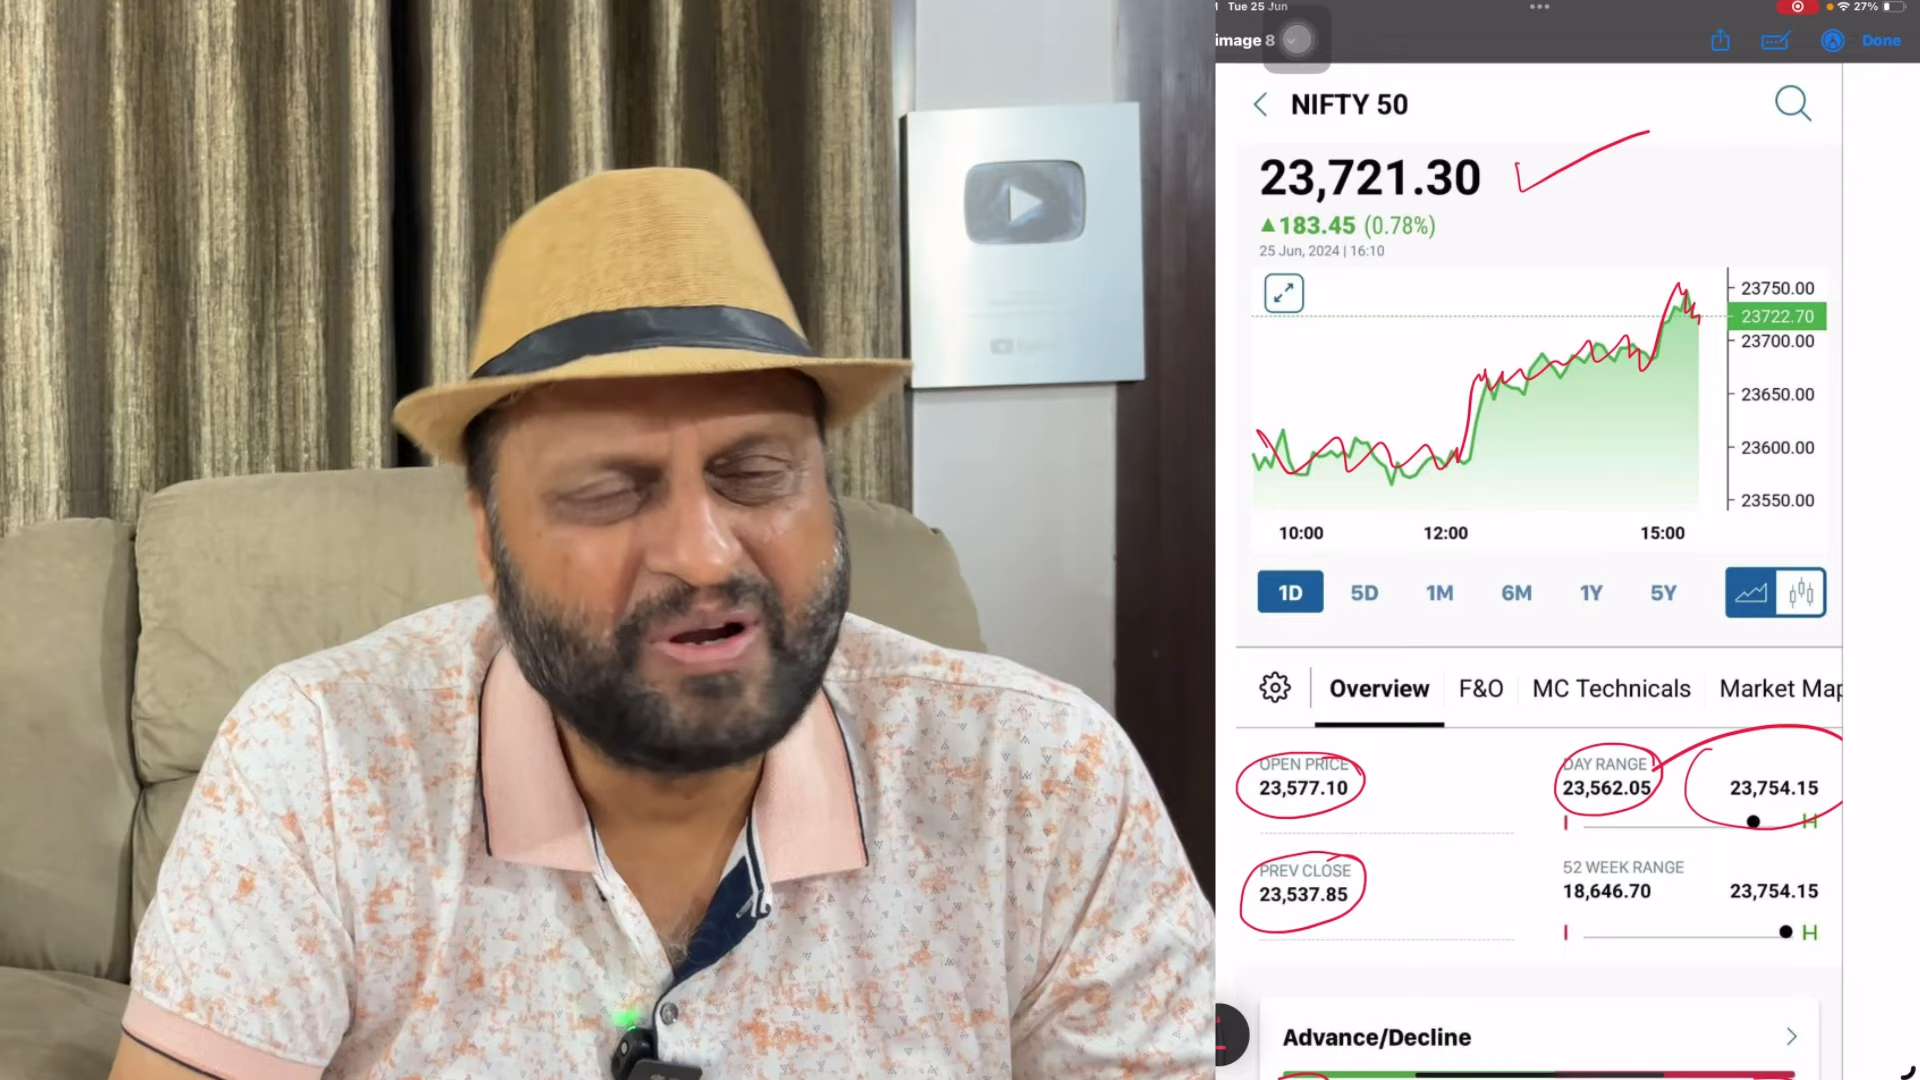 Tue 25 Jun
27%
image 8
Done
NIFTY 50
23,721.30
▲183.45 (0.78%)
25 Jun, 2024 | 16:10
23750.00
23722.70
23700.00
23650.00
23600.00
23550.00
10:00 12:00 15:00
1D 5D 1M 6M 1Y 5Y
Overview F&O MC Technicals Market Map
OPEN PRICE
23,577.10
DAY RANGE
23,562.05 23,754.15
H
PREV CLOSE
23,537.85
52 WEEK RANGE
18,646.70 23,754.15
H
Advance/Decline